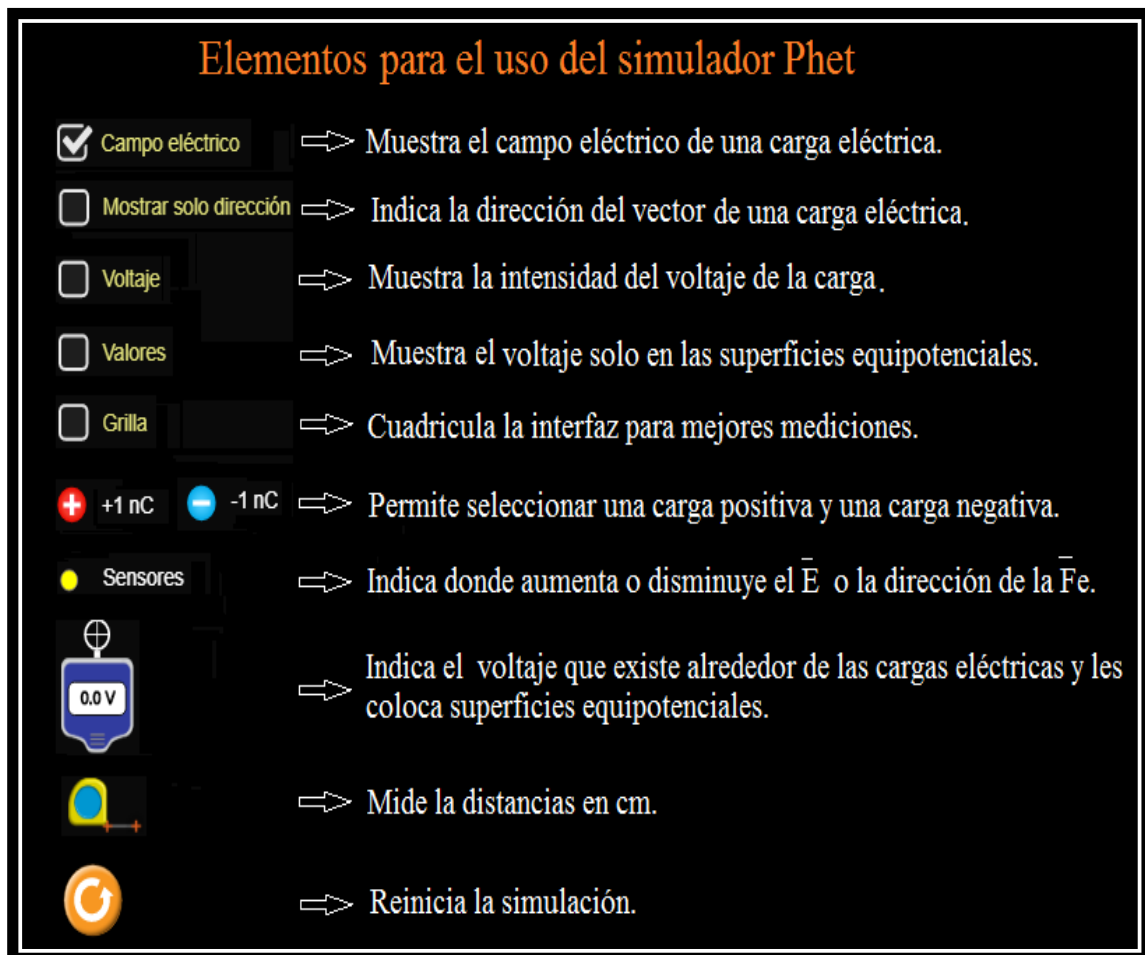 Elementos para el uso del simulador Phet
Campo eléctrico Muestra el campo eléctrico de una carga eléctrica.
Mostrar solo dirección Indica la dirección del vector de una carga eléctrica.
Voltaje Muestra la intensidad del voltaje de la carga.
Valores Muestra el voltaje solo en las superficies equipotenciales.
Grilla Cuadricula la interfaz para mejores mediciones.
+1 nC -1 nC Permite seleccionar una carga positiva y una carga negativa.
Sensores Indica donde aumenta o disminuye el E̅ o la dirección de la F̅e.
0.0 V
Indica el voltaje que existe alrededor de las cargas eléctricas y les
coloca superficies equipotenciales.
Mide la distancias en cm.
Reinicia la simulación.